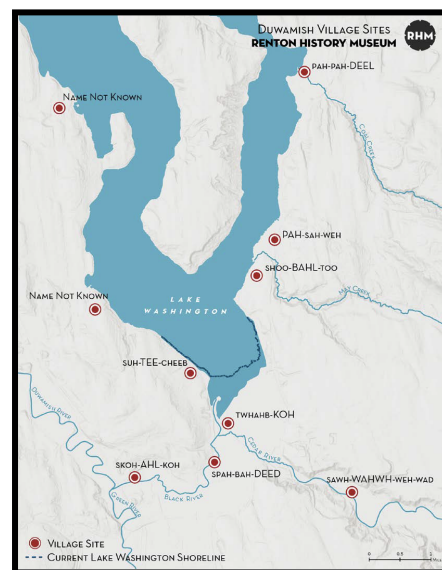 Duwamish Village Sites
RENTON HISTORY MUSEUM
RHM
PAH-PAH-DEEL
NAME NOT KNOWN
COAL CREEK
PAH-SAH-WEH
SHOO-BAHL-TOO
MAY CREEK
LAKE
WASHINGTON
NAME NOT KNOWN
SUH-TEE-CHEEB
DUWAMISH RIVER
TWHAHB-KOH
CEDAR RIVER
SKOH-AHL-KOH
SPAH-BAH-DEED
SAWH-WAHWH-WEH-WAD
GREEN RIVER
BLACK RIVER
VILLAGE SITE
CURRENT LAKE WASHINGTON SHORELINE
0 0.5 1